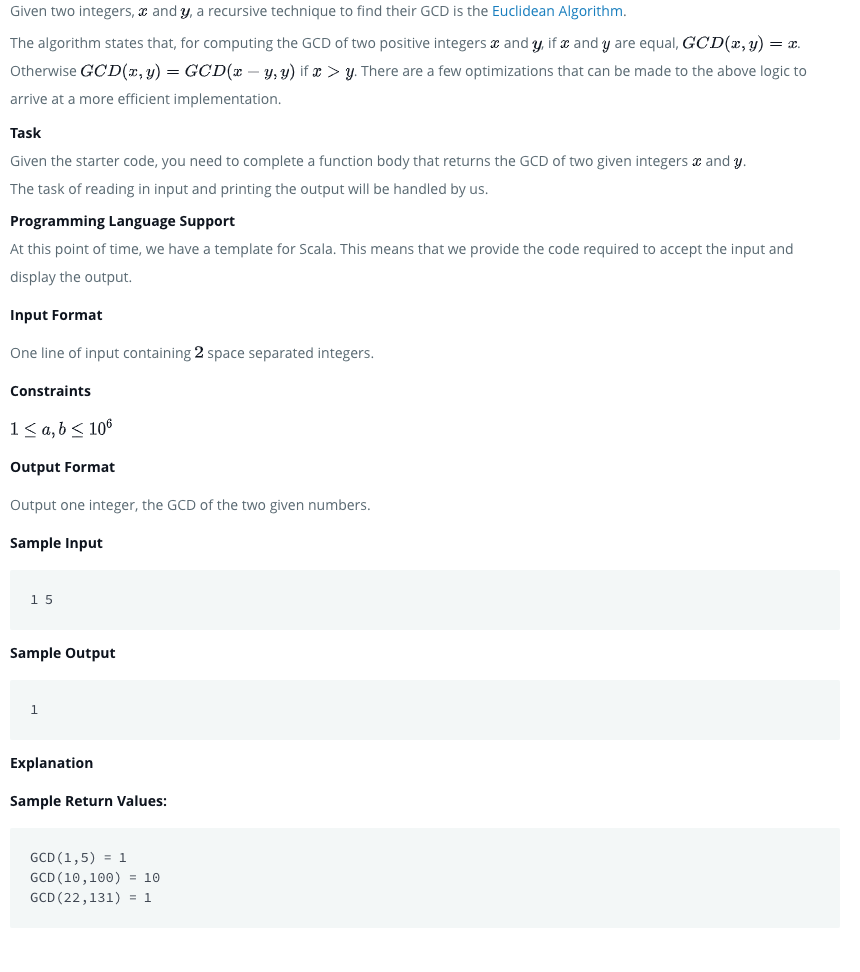 Given two integers, x and y, a recursive technique to find their GCD is the Euclidean Algorithm.
The algorithm states that, for computing the GCD of two positive integers x and y, if x and y are equal, GCD(x, y) = x.
Otherwise GCD(x, y) = GCD(x − y, y) if x > y. There are a few optimizations that can be made to the above logic to
arrive at a more efficient implementation.
Task
Given the starter code, you need to complete a function body that returns the GCD of two given integers x and y.
The task of reading in input and printing the output will be handled by us.
Programming Language Support
At this point of time, we have a template for Scala. This means that we provide the code required to accept the input and
display the output.
Input Format
One line of input containing 2 space separated integers.
Constraints
1 ≤ a, b ≤ 10⁶
Output Format
Output one integer, the GCD of the two given numbers.
Sample Input
1 5
Sample Output
1
Explanation
Sample Return Values:
GCD(1,5) = 1
GCD(10,100) = 10
GCD(22,131) = 1